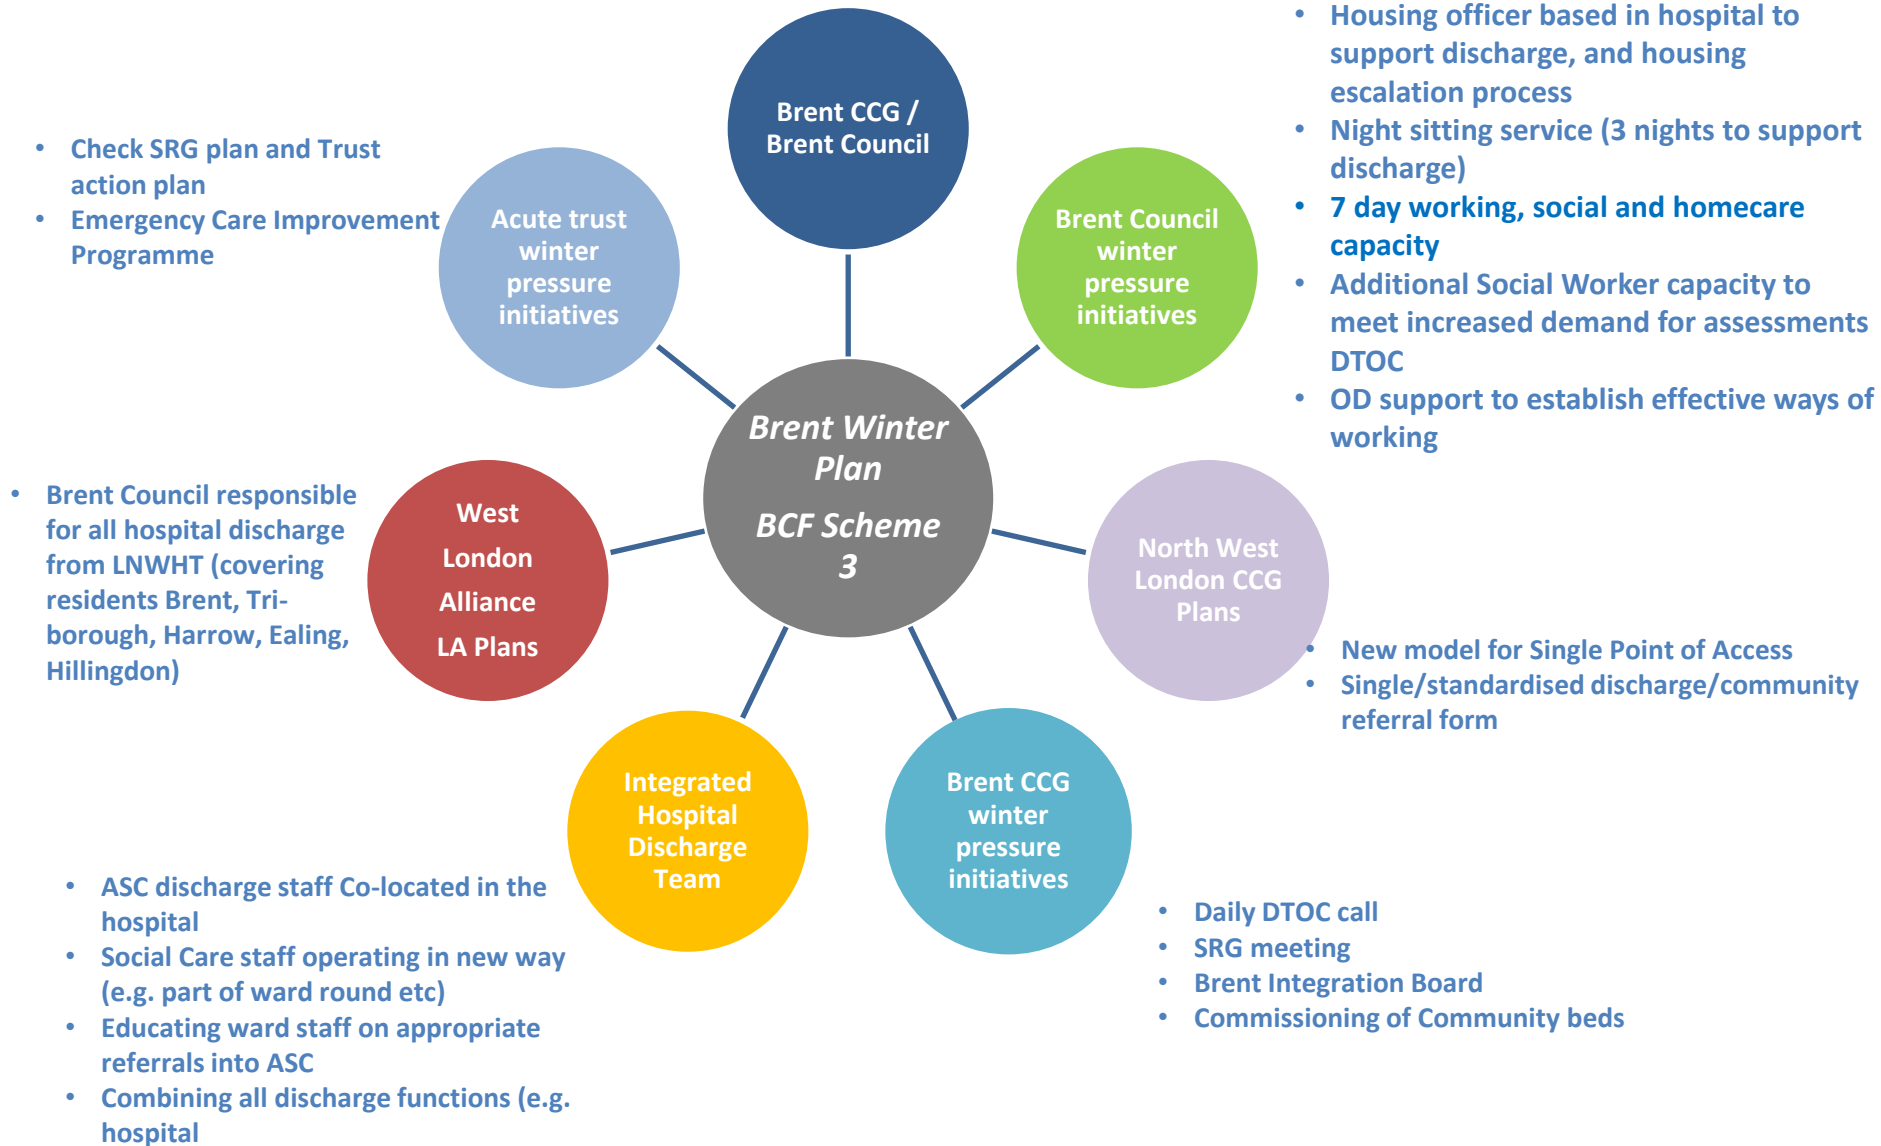 Brent CCG /
Brent Council
• Housing officer based in hospital to
support discharge, and housing
escalation process
• Night sitting service (3 nights to support
discharge)
• 7 day working, social and homecare
capacity
• Additional Social Worker capacity to
meet increased demand for assessments
DTOC
• OD support to establish effective ways of
working
• Check SRG plan and Trust
action plan
• Emergency Care Improvement
Programme
Acute trust
winter
pressure
initiatives
Brent Council
winter
pressure
initiatives
Brent Winter
Plan
BCF Scheme
3
• Brent Council responsible
for all hospital discharge
from LNWHT (covering
residents Brent, Tri-
borough, Harrow, Ealing,
Hillingdon)
West
London
Alliance
LA Plans
North West
London CCG
Plans
• New model for Single Point of Access
• Single/standardised discharge/community
referral form
Integrated
Hospital
Discharge
Team
Brent CCG
winter
pressure
initiatives
• ASC discharge staff Co-located in the
hospital
• Social Care staff operating in new way
(e.g. part of ward round etc)
• Educating ward staff on appropriate
referrals into ASC
• Combining all discharge functions (e.g.
hospital
• Daily DTOC call
• SRG meeting
• Brent Integration Board
• Commissioning of Community beds